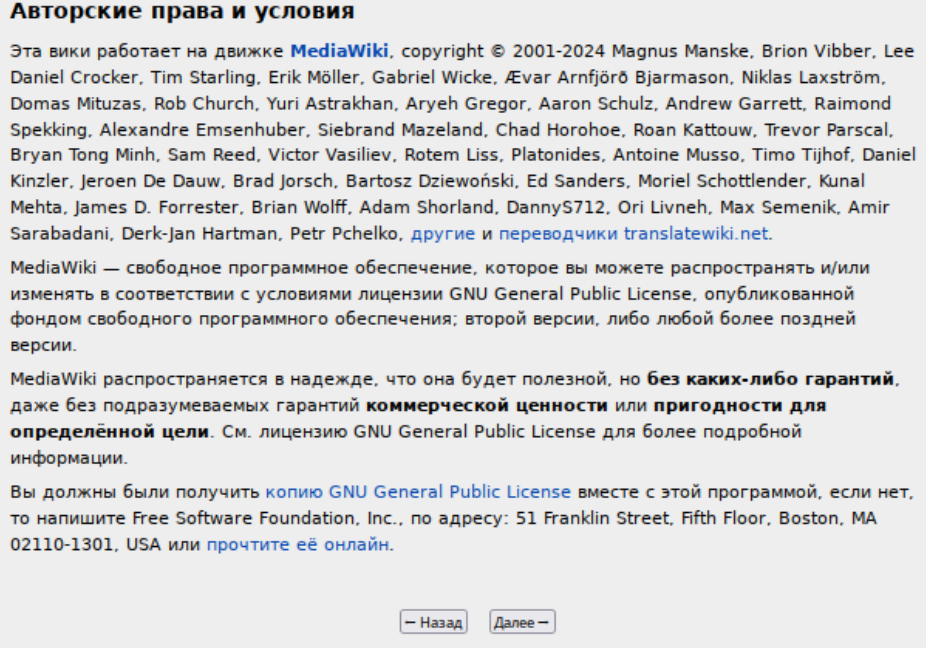 Авторские права и условия
Эта вики работает на движке MediaWiki, copyright © 2001-2024 Magnus Manske, Brion Vibber, Lee
Daniel Crocker, Tim Starling, Erik Möller, Gabriel Wicke, Ævar Arnfjörð Bjarmason, Niklas Laxström,
Domas Mituzas, Rob Church, Yuri Astrakhan, Aryeh Gregor, Aaron Schulz, Andrew Garrett, Raimond
Spekking, Alexandre Emsenhuber, Siebrand Mazeland, Chad Horohoe, Roan Kattouw, Trevor Parscal,
Bryan Tong Minh, Sam Reed, Victor Vasiliev, Rotem Liss, Platonides, Antoine Musso, Timo Tijhof, Daniel
Kinzler, Jeroen De Dauw, Brad Jorsch, Bartosz Dziewoński, Ed Sanders, Moriel Schottlender, Kunal
Mehta, James D. Forrester, Brian Wolff, Adam Shorland, DannyS712, Ori Livneh, Max Semenik, Amir
Sarabadani, Derk-Jan Hartman, Petr Pchelko, другие и переводчики translatewiki.net.
MediaWiki — свободное программное обеспечение, которое вы можете распространять и/или
изменять в соответствии с условиями лицензии GNU General Public License, опубликованной
фондом свободного программного обеспечения; второй версии, либо любой более поздней
версии.
MediaWiki распространяется в надежде, что она будет полезной, но без каких-либо гарантий,
даже без подразумеваемых гарантий коммерческой ценности или пригодности для
определённой цели. См. лицензию GNU General Public License для более подробной
информации.
Вы должны были получить копию GNU General Public License вместе с этой программой, если нет,
то напишите Free Software Foundation, Inc., по адресу: 51 Franklin Street, Fifth Floor, Boston, MA
02110-1301, USA или прочтите её онлайн.
← Назад Далее →